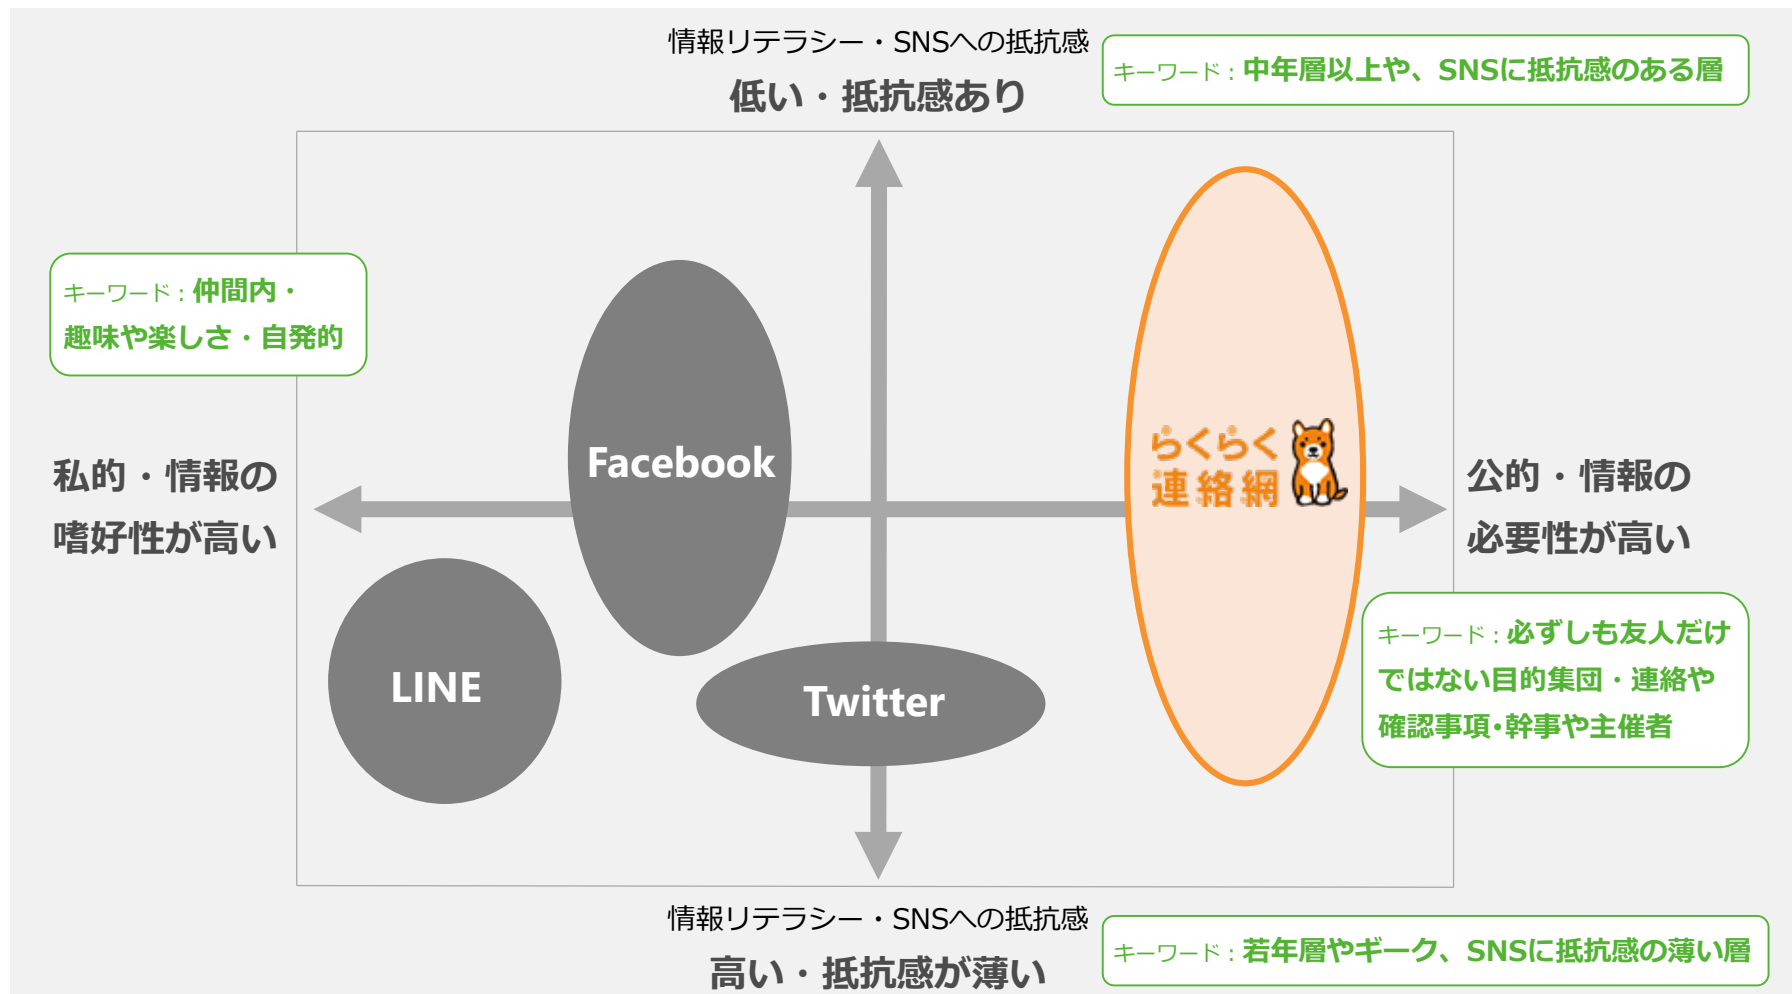 情報リテラシー・SNSへの抵抗感
低い・抵抗感あり
キーワード：中年層以上や、SNSに抵抗感のある層
キーワード：仲間内・
趣味や楽しさ・自発的
Facebook
らくらく
連絡網
私的・情報の
嗜好性が高い
公的・情報の
必要性が高い
LINE
Twitter
キーワード：必ずしも友人だけ
ではない目的集団・連絡や
確認事項･幹事や主催者
情報リテラシー・SNSへの抵抗感
高い・抵抗感が薄い
キーワード：若年層やギーク、SNSに抵抗感の薄い層